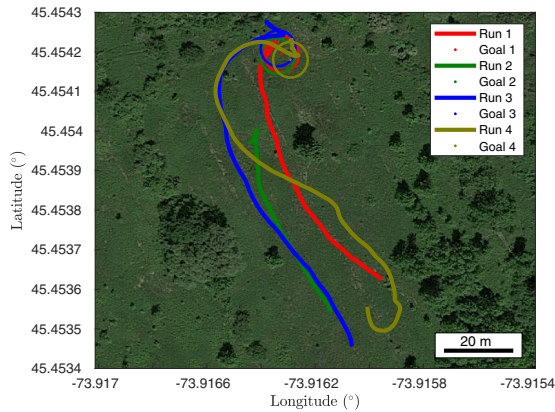 45.4543
45.4542
45.4541
45.454
45.4539
45.4538
45.4537
45.4536
45.4535
45.4534
Latitude (°)
-73.917
-73.9166
-73.9162
-73.9158
-73.9154
Longitude (°)
Run 1
Goal 1
Run 2
Goal 2
Run 3
Goal 3
Run 4
Goal 4
20 m